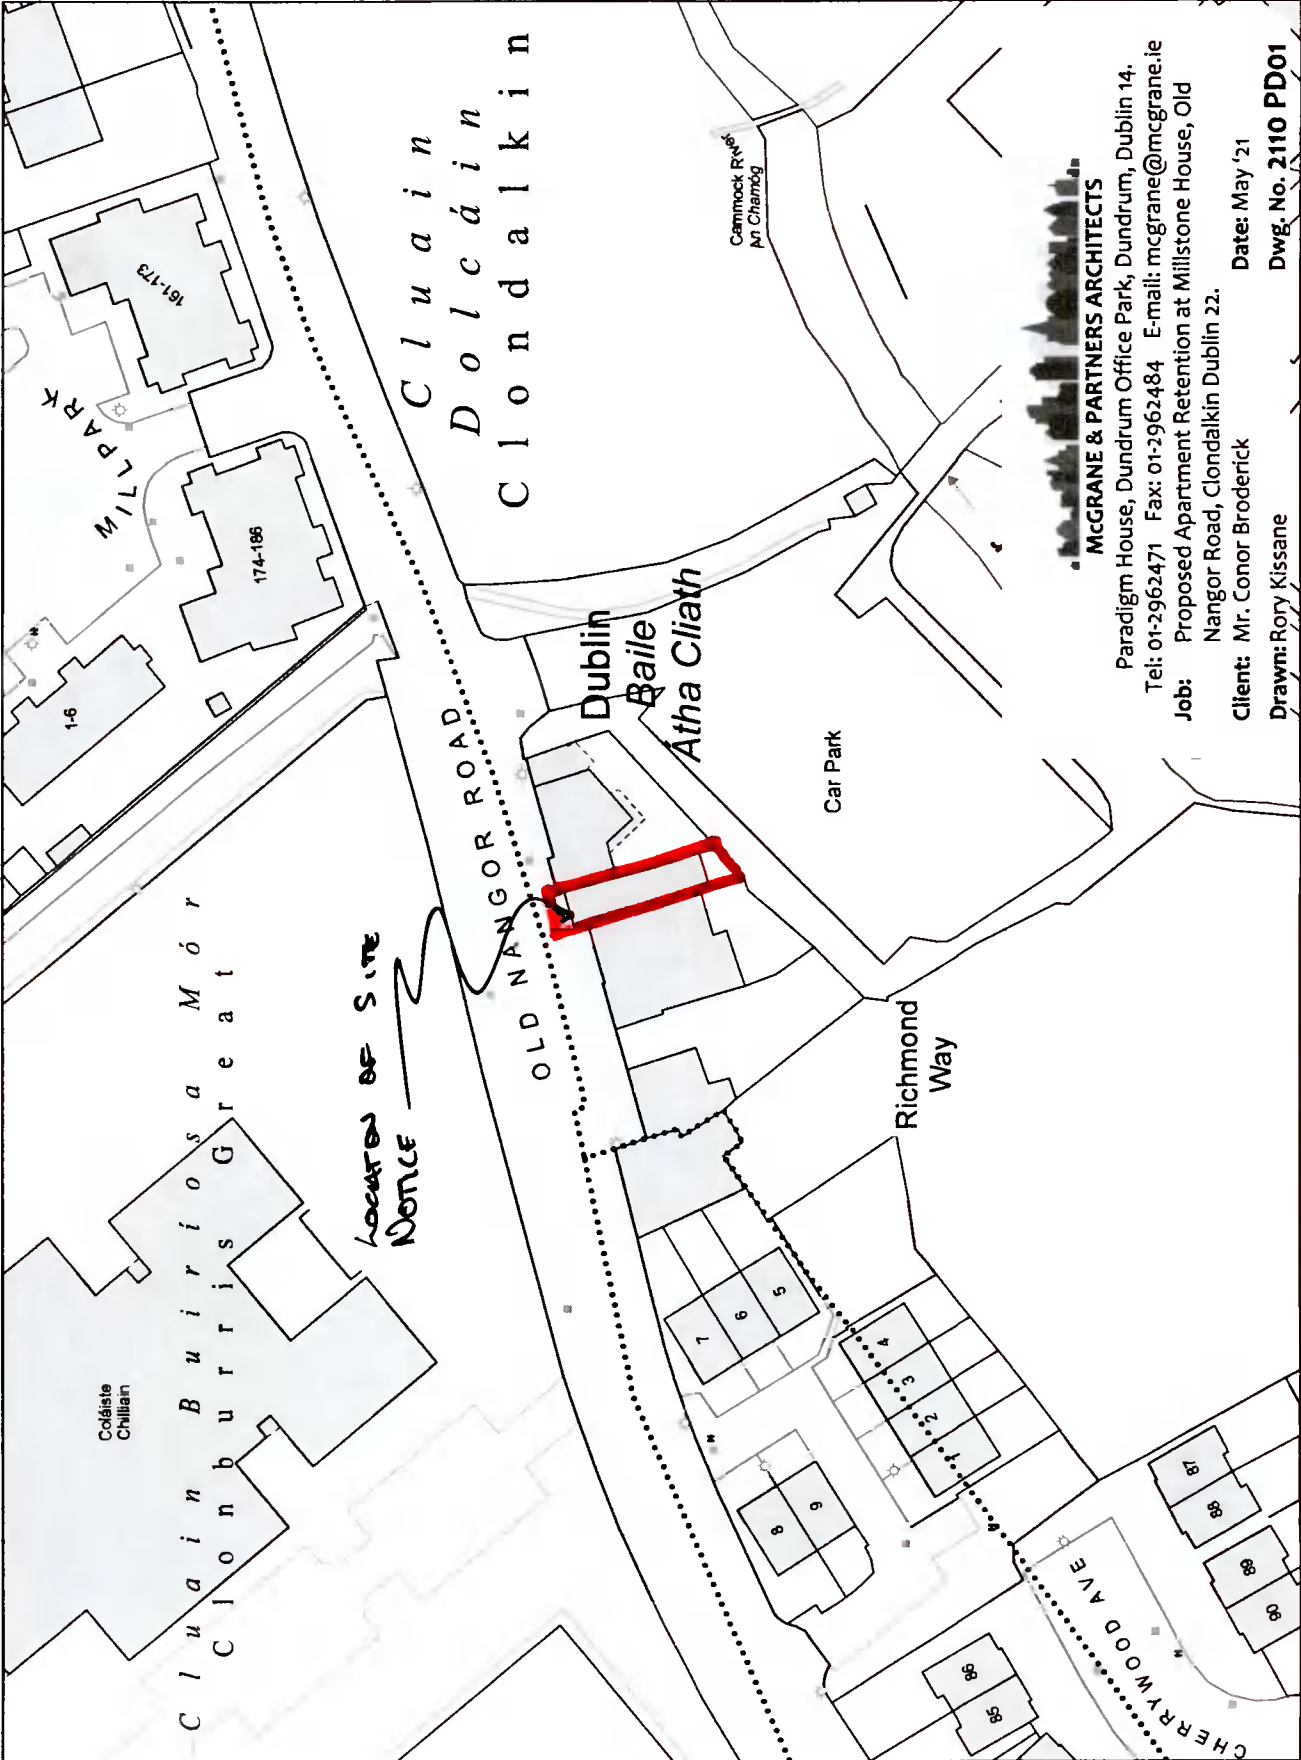 Coláiste
Chilliain
Cluain Buiríosa Mór
Clonburris Great
LOCATION OF SITE
NOTICE
1-6
MILLPARK
174-186
161-173
OLD NANGOR ROAD
Cluain
Dolcáin
Clondalkin
Dublin
Baile
Átha Cliath
Cammock River
An Chamóg
Car Park
Richmond
Way
7
6
5
4
3
2
1
8
9
85
86
87
88
89
90
CHERRYWOOD AVE
McGRANE & PARTNERS ARCHITECTS
Paradigm House, Dundrum Office Park, Dundrum, Dublin 14.
Tel: 01-2962471 Fax: 01-2962484 E-mail: mcgrane@mcgrane.ie
Job: Proposed Apartment Retention at Millstone House, Old
Nangor Road, Clondalkin Dublin 22.
Client: Mr. Conor Broderick Date: May '21
Drawn: Rory Kissane Dwg. No. 2110 PD01